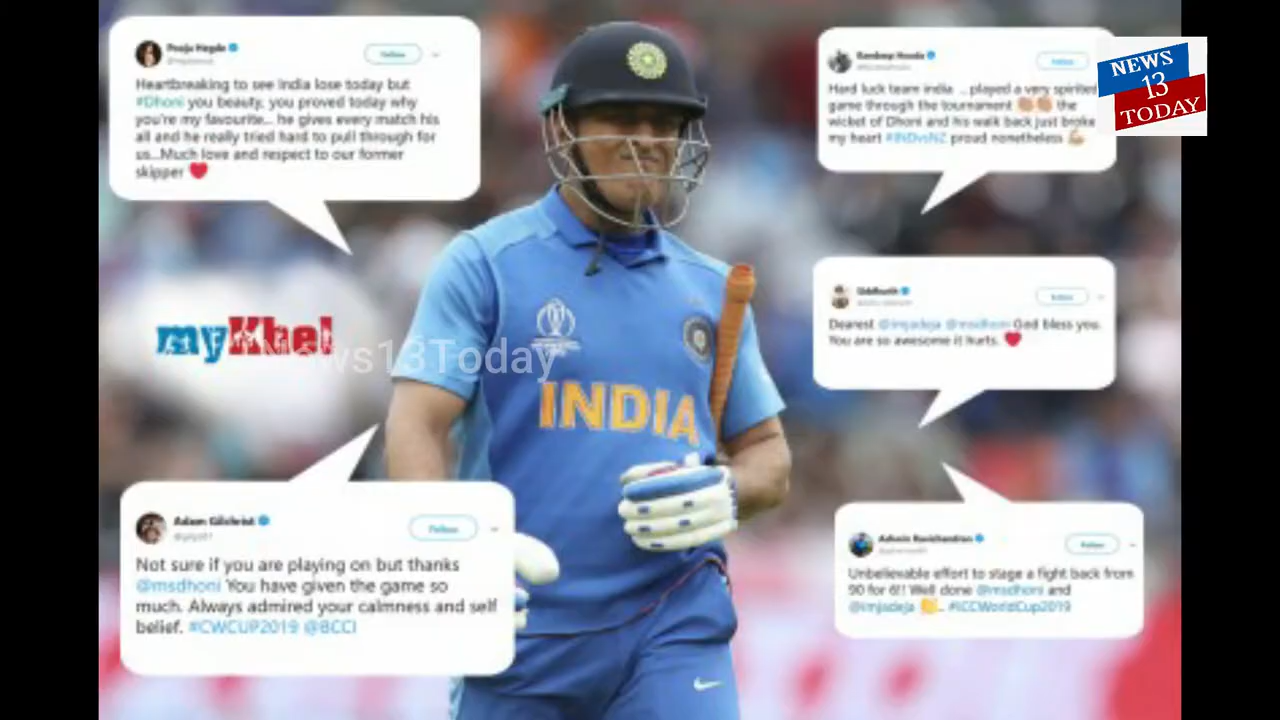 Pooja Hegde
Follow
Heartbreaking to see India lose today but
#Dhoni you beauty, you proved today why
you're my favourite... he gives every match his
all and he really tried hard to pull through for
us...Much love and respect to our former
skipper ❤️
Randeep Hooda
Follow
Hard luck team india ... played a very spirited
game through the tournament 👏🏽👏🏽 the
wicket of Dhoni and his walk back just broke
my heart #INDvsNZ proud nonetheless 💪🏽
NEWS
13
TODAY
Siddharth
Follow
Dearest @imjadeja @msdhoni God bless you.
You are so awesome it hurts. ❤️
myKhel
News13Today
INDIA
Adam Gilchrist
Follow
Not sure if you are playing on but thanks
@msdhoni You have given the game so
much. Always admired your calmness and self
belief. #CWCUP2019 @BCCI
Ashwin Ravichandran
Follow
Unbelievable effort to stage a fight back from
90 for 6!! Well done @msdhoni and
@imjadeja 👏.. #ICCWorldCup2019